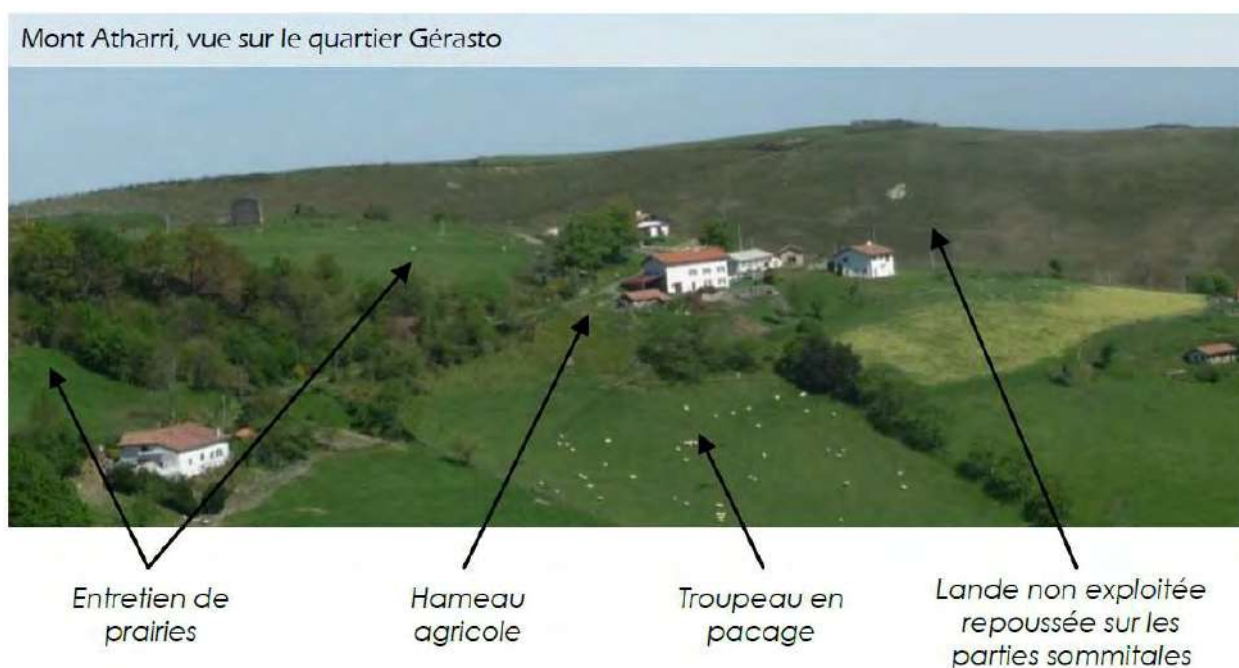 Mont Atharri, vue sur le quartier Gérasto
Entretien de
prairies
Hameau
agricole
Troupeau en
pacage
Lande non exploitée
repoussée sur les
parties sommitales